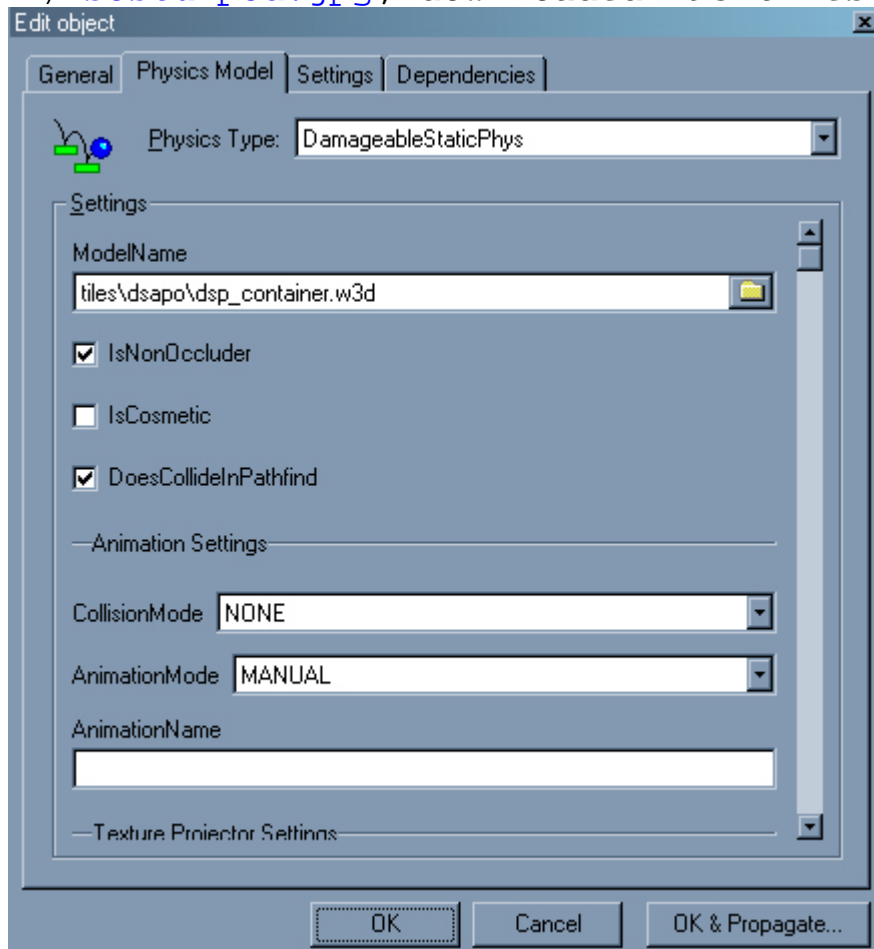 Edit object
General Physics Model Settings Dependencies
Physics Type: DamageableStaticPhys
Settings
ModelName
tiles\dsapo\dsp_container.w3d
IsNonOccluder
IsCosmetic
DoesCollideInPathfind
Animation Settings
CollisionMode NONE
AnimationMode MANUAL
AnimationName
Texture Projector Settings
OK Cancel OK & Propagate...